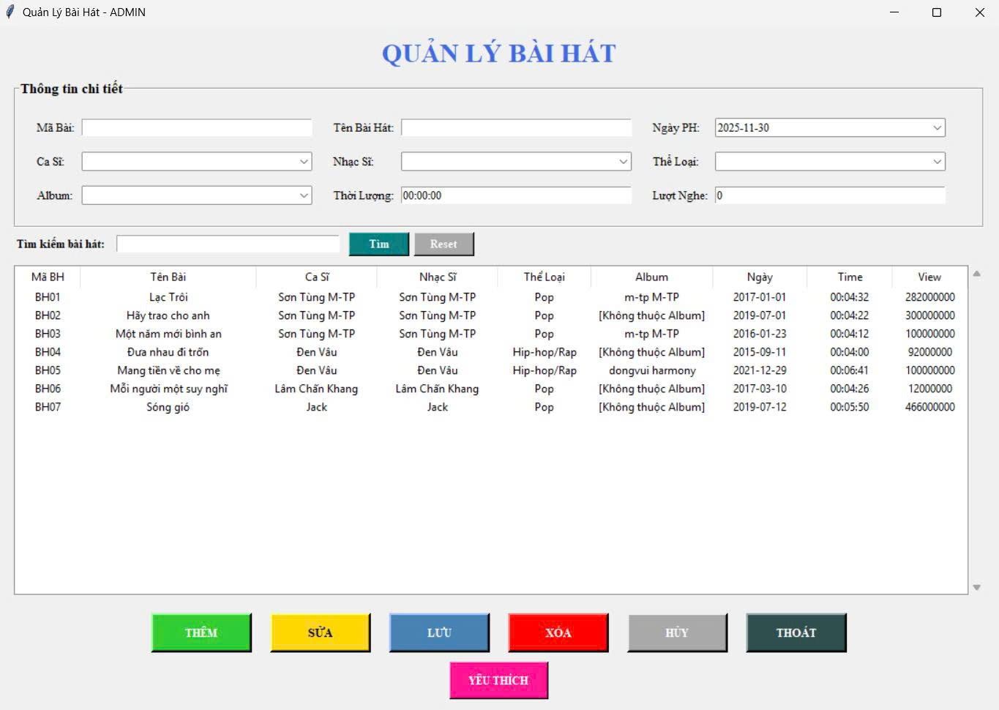 Quản Lý Bài Hát - ADMIN
QUẢN LÝ BÀI HÁT
Thông tin chi tiết
Mã Bài: Tên Bài Hát: Ngày PH: 2025-11-30
Ca Sĩ: Nhạc Sĩ: Thể Loại:
Album: Thời Lượng: 00:00:00 Lượt Nghe: 0
Tìm kiếm bài hát: Tìm Reset
Mã BH Tên Bài Ca Sĩ Nhạc Sĩ Thể Loại Album Ngày Time View
BH01 Lạc Trôi Sơn Tùng M-TP Sơn Tùng M-TP Pop m-tp M-TP 2017-01-01 00:04:32 282000000
BH02 Hãy trao cho anh Sơn Tùng M-TP Sơn Tùng M-TP Pop [Không thuộc Album] 2019-07-01 00:04:22 300000000
BH03 Một năm mới bình an Sơn Tùng M-TP Sơn Tùng M-TP Pop m-tp M-TP 2016-01-23 00:04:12 100000000
BH04 Đưa nhau đi trốn Đen Vâu Đen Vâu Hip-hop/Rap [Không thuộc Album] 2015-09-11 00:04:00 92000000
BH05 Mang tiền về cho mẹ Đen Vâu Đen Vâu Hip-hop/Rap dongvui harmony 2021-12-29 00:06:41 100000000
BH06 Mỗi người một suy nghĩ Lâm Chấn Khang Lâm Chấn Khang Pop [Không thuộc Album] 2017-03-10 00:04:26 12000000
BH07 Sóng gió Jack Jack Pop [Không thuộc Album] 2019-07-12 00:05:50 466000000
THÊM SỬA LƯU XÓA HỦY THOÁT
YÊU THÍCH